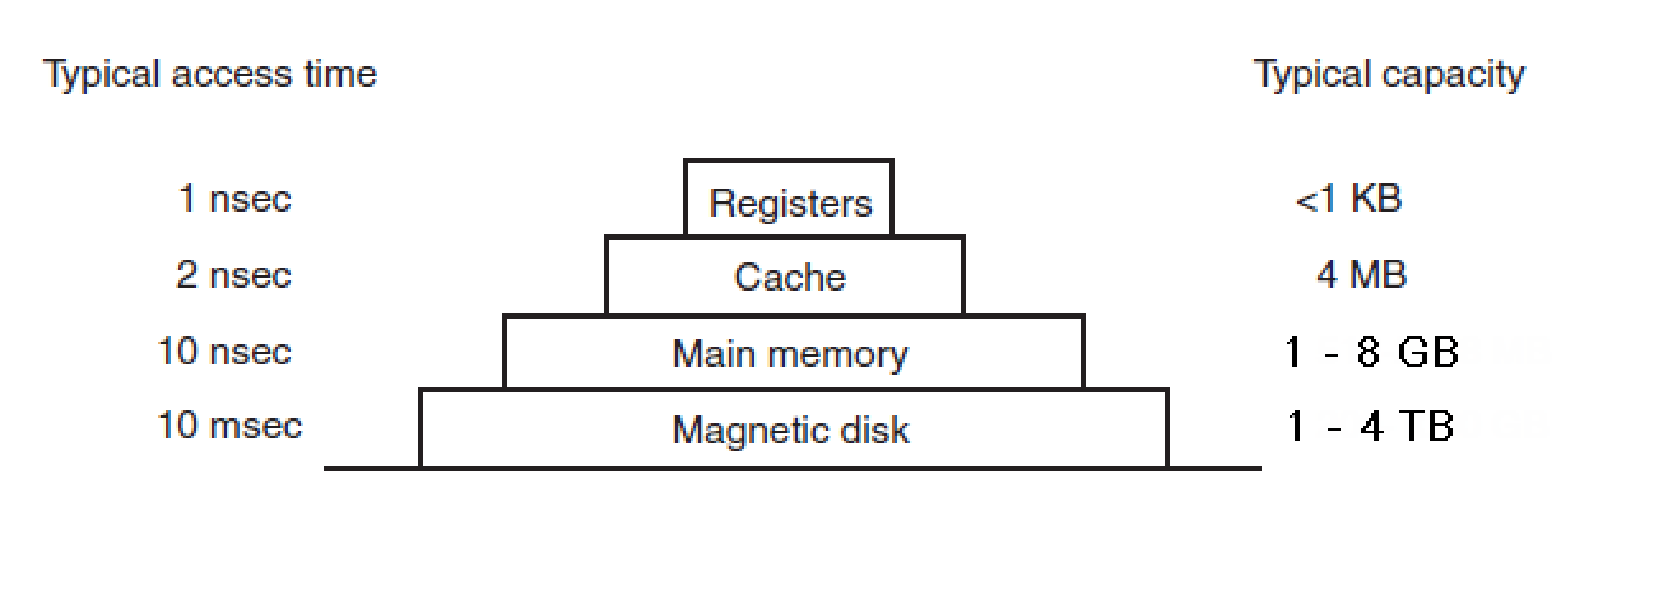 Typical access time Typical capacity
1 nsec Registers <1 KB
2 nsec Cache 4 MB
10 nsec Main memory 1 - 8 GB
10 msec Magnetic disk 1 - 4 TB